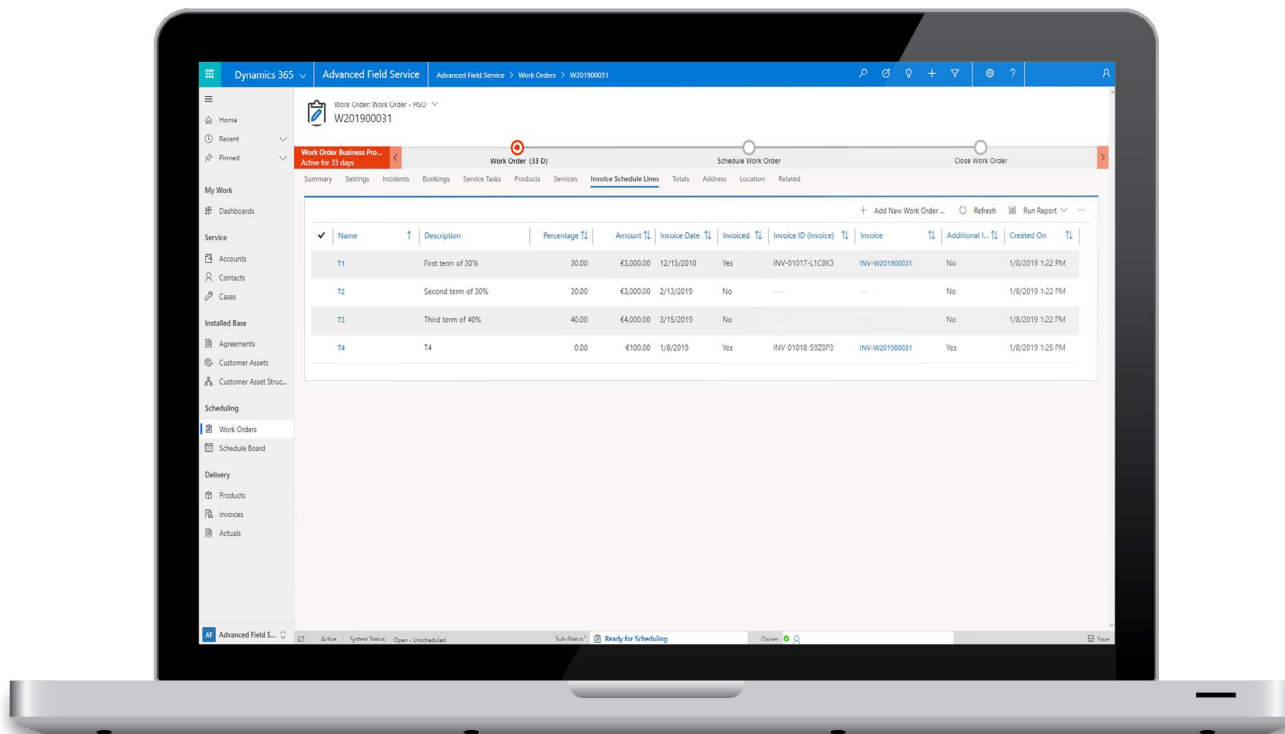 Dynamics 365
Advanced Field Service
Advanced Field Service > Work Orders > W201900031
Home
Recent
Pinned
My Work
Dashboards
Service
Accounts
Contacts
Cases
Installed Base
Agreements
Customer Assets
Customer Asset Struc...
Scheduling
Work Orders
Schedule Board
Delivery
Products
Invoices
Actuals
AF Advanced Field S...
Work Order: Work Order - HSO
W201900031
Work Order Business Pro...
Active for 33 days
Work Order (33 D)
Schedule Work Order
Close Work Order
Summary Settings Incidents Bookings Service Tasks Products Services Invoice Schedule Lines Totals Address Location Related
+ Add New Work Order ... Refresh Run Report ...
Name Description Percentage Amount Invoice Date Invoiced Invoice ID (Invoice) Invoice Additional I... Created On
T1 First term of 30% 30.00 €3,000.00 12/15/2018 Yes INV-01017-L1C8K3 INV-W201900031 No 1/8/2019 1:22 PM
T2 Second term of 30% 30.00 €3,000.00 2/13/2019 No --- --- No 1/8/2019 1:22 PM
T3 Third term of 40% 40.00 €4,000.00 3/15/2019 No --- --- No 1/8/2019 1:22 PM
T4 T4 0.00 €100.00 1/8/2019 Yes INV-01018-S9Z0P3 INV-W201900031 Yes 1/8/2019 1:25 PM
Active System Status: Open - Unscheduled Sub-Status: Ready for Scheduling Owner: Save